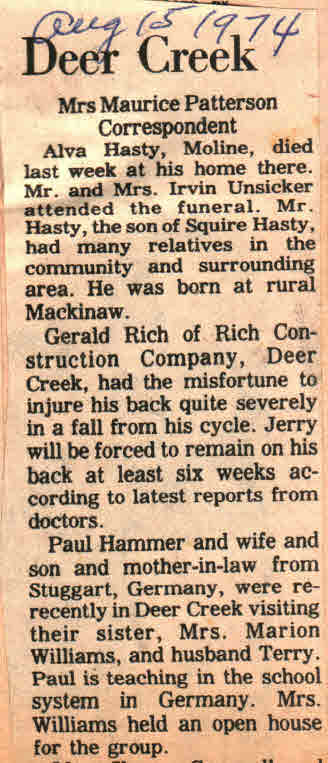 Aug 15 1974
Deer Creek
Mrs Maurice Patterson
Correspondent
Alva Hasty, Moline, died
last week at his home there.
Mr. and Mrs. Irvin Unsicker
attended the funeral. Mr.
Hasty, the son of Squire Hasty,
had many relatives in the
community and surrounding
area. He was born at rural
Mackinaw.
Gerald Rich of Rich Con-
struction Company, Deer
Creek, had the misfortune to
injure his back quite severely
in a fall from his cycle. Jerry
will be forced to remain on his
back at least six weeks ac-
cording to latest reports from
doctors.
Paul Hammer and wife and
son and mother-in-law from
Stuggart, Germany, were re-
recently in Deer Creek visiting
their sister, Mrs. Marion
Williams, and husband Terry.
Paul is teaching in the school
system in Germany. Mrs.
Williams held an open house
for the group.